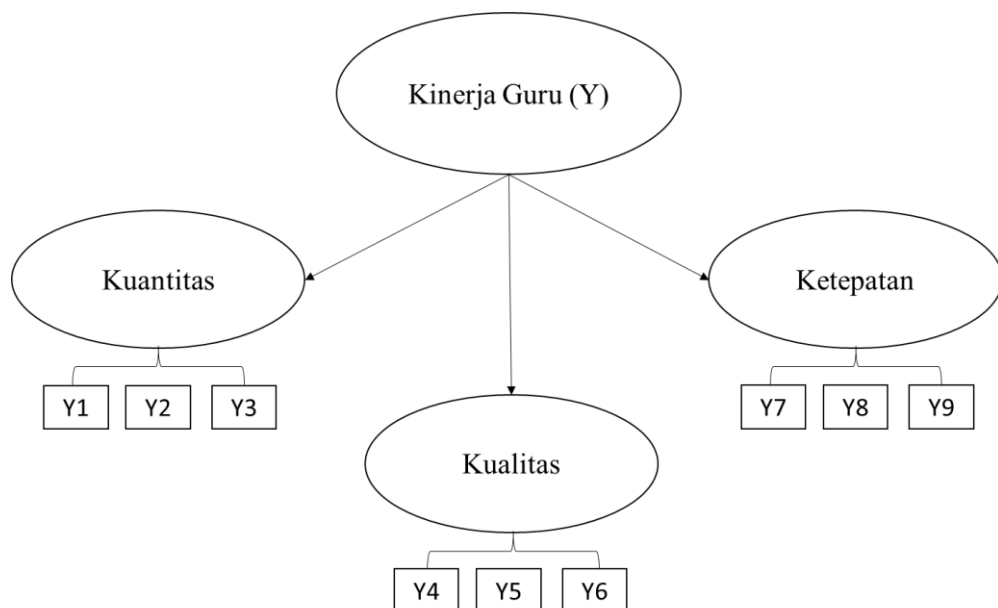 Kinerja Guru (Y)
Kuantitas
Ketepatan
Y1 Y2 Y3
Y7 Y8 Y9
Kualitas
Y4 Y5 Y6